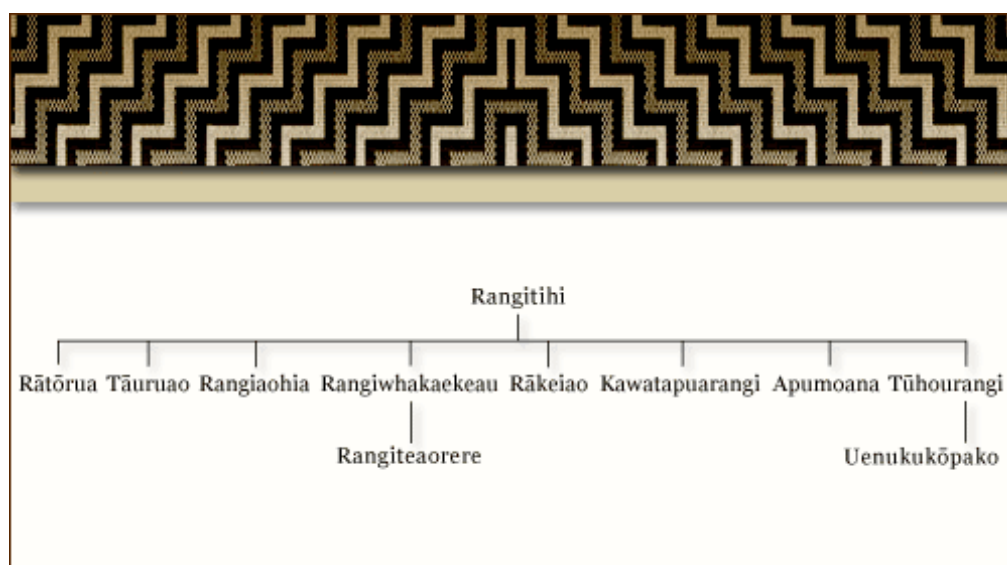 Rangitihi
Rātōrua Tāuruao Rangiaohia Rangiwhakaekeau Rākeiao Kawatapuarangi Apumoana Tūhourangi
Rangiteaorere Uenukukōpako